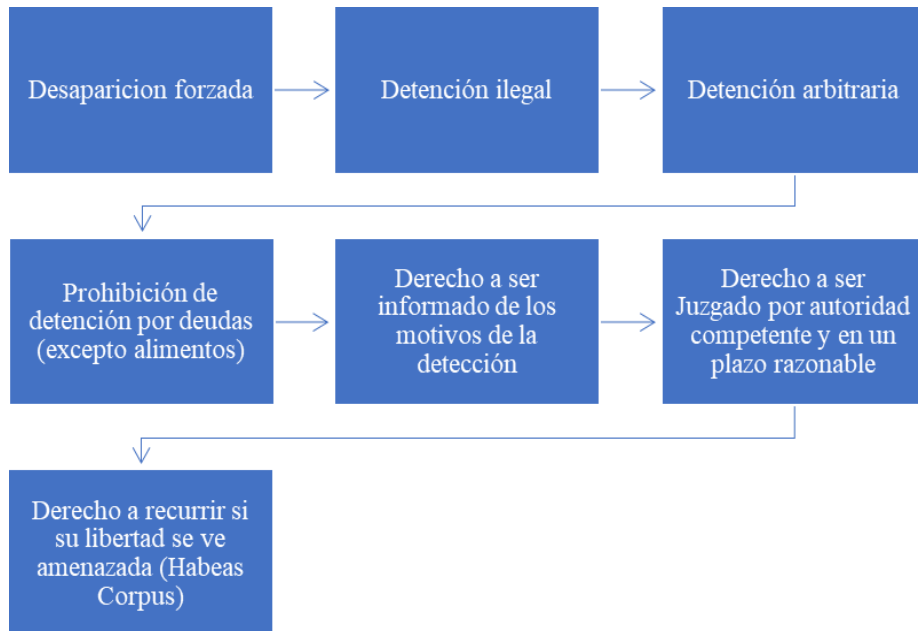 Desaparicion forzada
Detención ilegal
Detención arbitraria
Prohibición de
detención por deudas
(excepto alimentos)
Derecho a ser
informado de los
motivos de la
detección
Derecho a ser
Juzgado por autoridad
competente y en un
plazo razonable
Derecho a recurrir si
su libertad se ve
amenazada (Habeas
Corpus)